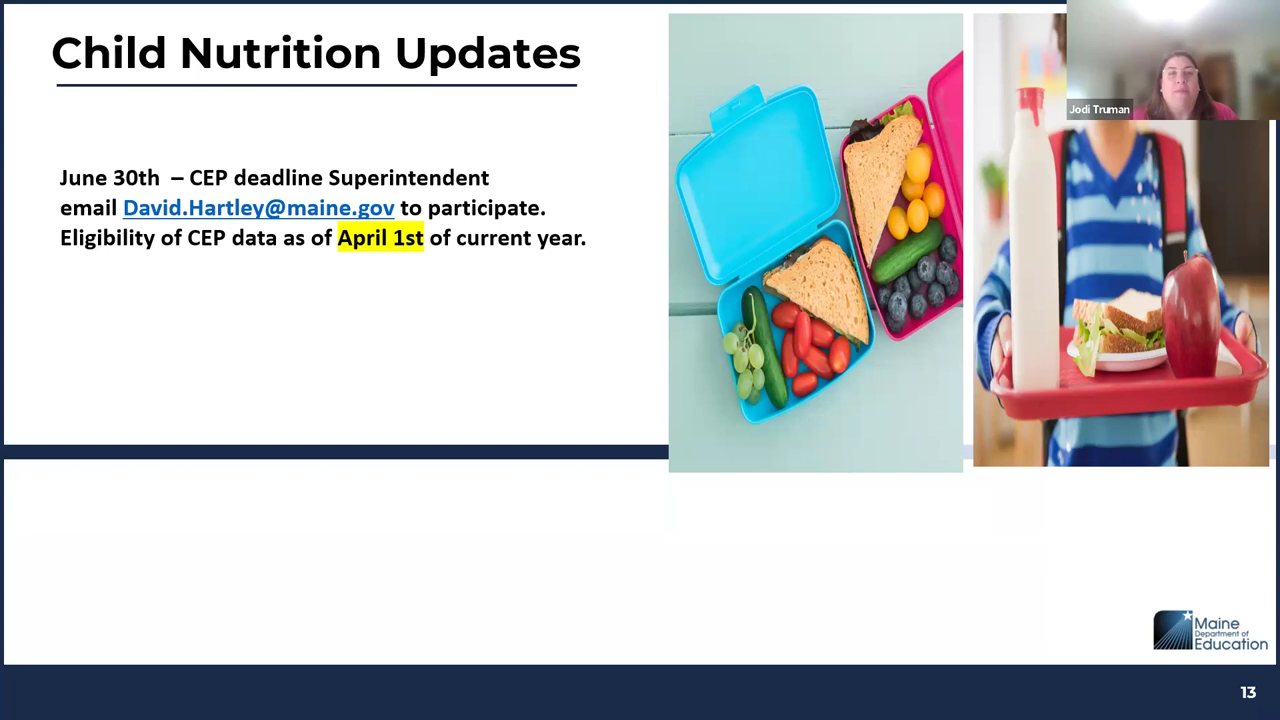 Child Nutrition Updates
June 30th – CEP deadline Superintendent
email David.Hartley@maine.gov to participate.
Eligibility of CEP data as of April 1st of current year.
Jodi Truman
Maine
Department of
Education
13